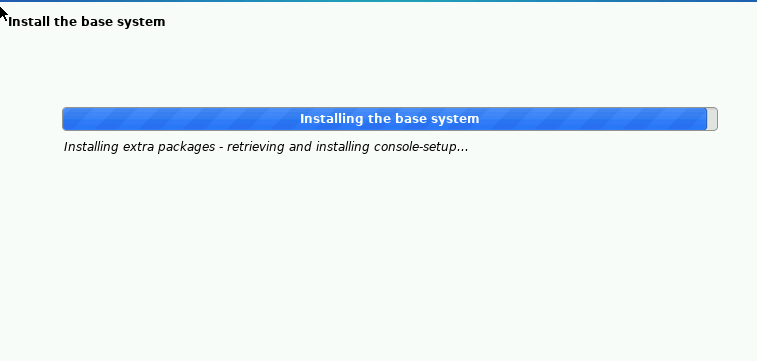 Install the base system
Installing the base system
Installing extra packages - retrieving and installing console-setup...